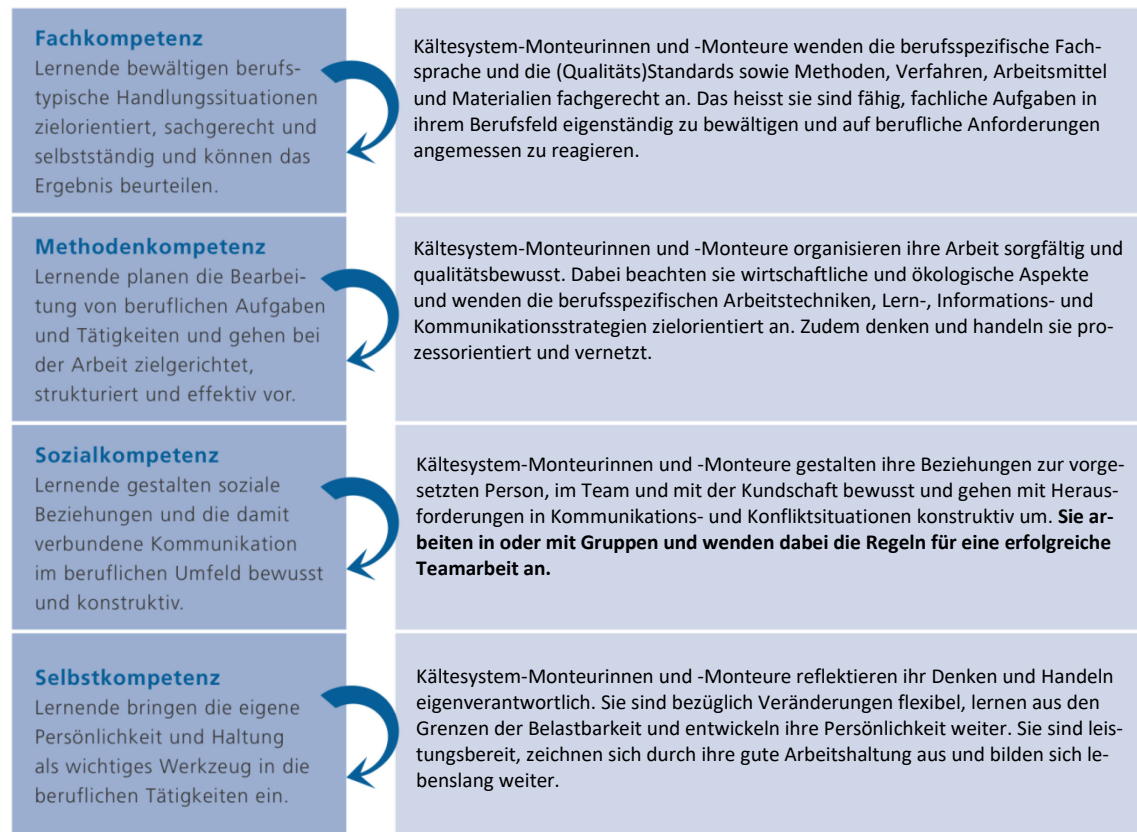 Fachkompetenz
Lernende bewältigen berufs-
typische Handlungssituationen
zielorientiert, sachgerecht und
selbstständig und können das
Ergebnis beurteilen.
Kältesystem-Monteurinnen und -Monteure wenden die berufsspezifische Fach-
sprache und die (Qualitäts)Standards sowie Methoden, Verfahren, Arbeitsmittel
und Materialien fachgerecht an. Das heisst sie sind fähig, fachliche Aufgaben in
ihrem Berufsfeld eigenständig zu bewältigen und auf berufliche Anforderungen
angemessen zu reagieren.
Methodenkompetenz
Lernende planen die Bearbei-
tung von beruflichen Aufgaben
und Tätigkeiten und gehen bei
der Arbeit zielgerichtet,
strukturiert und effektiv vor.
Kältesystem-Monteurinnen und -Monteure organisieren ihre Arbeit sorgfältig und
qualitätsbewusst. Dabei beachten sie wirtschaftliche und ökologische Aspekte
und wenden die berufsspezifischen Arbeitstechniken, Lern-, Informations- und
Kommunikationsstrategien zielorientiert an. Zudem denken und handeln sie pro-
zessorientiert und vernetzt.
Sozialkompetenz
Lernende gestalten soziale
Beziehungen und die damit
verbundene Kommunikation
im beruflichen Umfeld bewusst
und konstruktiv.
Kältesystem-Monteurinnen und -Monteure gestalten ihre Beziehungen zur vorge-
setzten Person, im Team und mit der Kundschaft bewusst und gehen mit Heraus-
forderungen in Kommunikations- und Konfliktsituationen konstruktiv um. Sie ar-
beiten in oder mit Gruppen und wenden dabei die Regeln für eine erfolgreiche
Teamarbeit an.
Selbstkompetenz
Lernende bringen die eigene
Persönlichkeit und Haltung
als wichtiges Werkzeug in die
beruflichen Tätigkeiten ein.
Kältesystem-Monteurinnen und -Monteure reflektieren ihr Denken und Handeln
eigenverantwortlich. Sie sind bezüglich Veränderungen flexibel, lernen aus den
Grenzen der Belastbarkeit und entwickeln ihre Persönlichkeit weiter. Sie sind leis-
tungsbereit, zeichnen sich durch ihre gute Arbeitshaltung aus und bilden sich le-
benslang weiter.